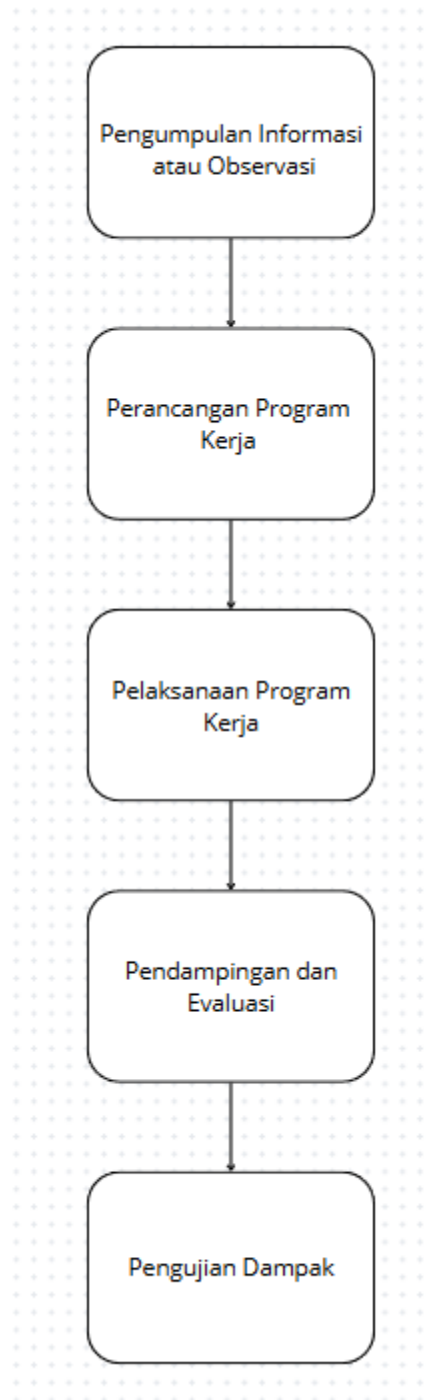 Pengumpulan Informasi
atau Observasi
Perancangan Program
Kerja
Pelaksanaan Program
Kerja
Pendampingan dan
Evaluasi
Pengujian Dampak